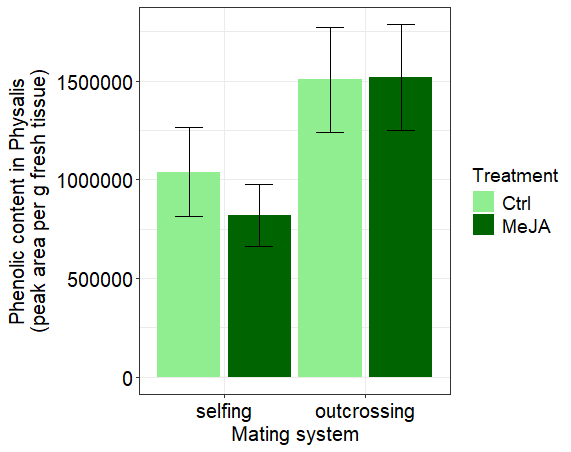 Phenolic content in Physalis
(peak area per g fresh tissue)
1500000
1000000
500000
0
selfing outcrossing
Mating system
Treatment
Ctrl
MeJA